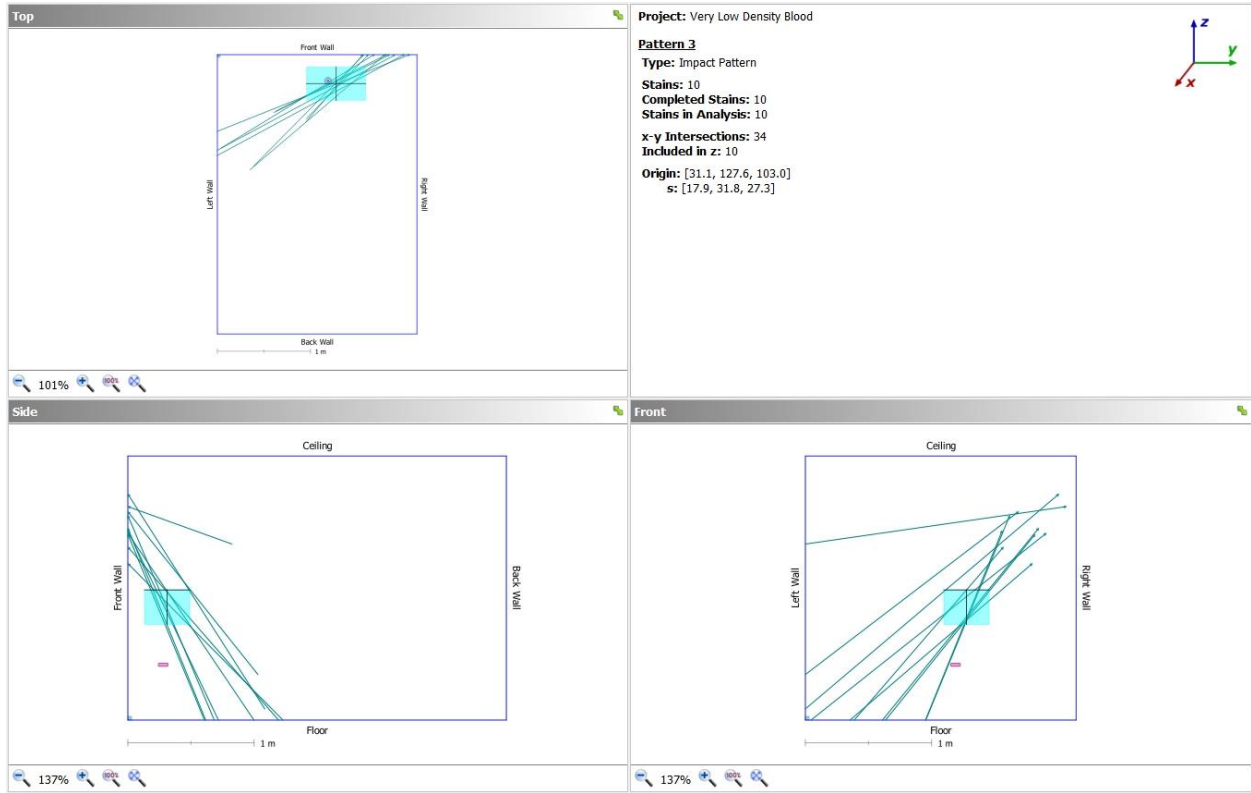 Top
Front Wall
Left Wall
Right Wall
Back Wall
1 m
101%
100%
Project: Very Low Density Blood
Pattern 3
Type: Impact Pattern
Stains: 10
Completed Stains: 10
Stains in Analysis: 10
x-y Intersections: 34
Included in z: 10
Origin: [31.1, 127.6, 103.0]
s: [17.9, 31.8, 27.3]
z
y
x
Side
Ceiling
Front Wall
Back Wall
Floor
1 m
137%
100%
Front
Ceiling
Left Wall
Right Wall
Floor
1 m
137%
100%